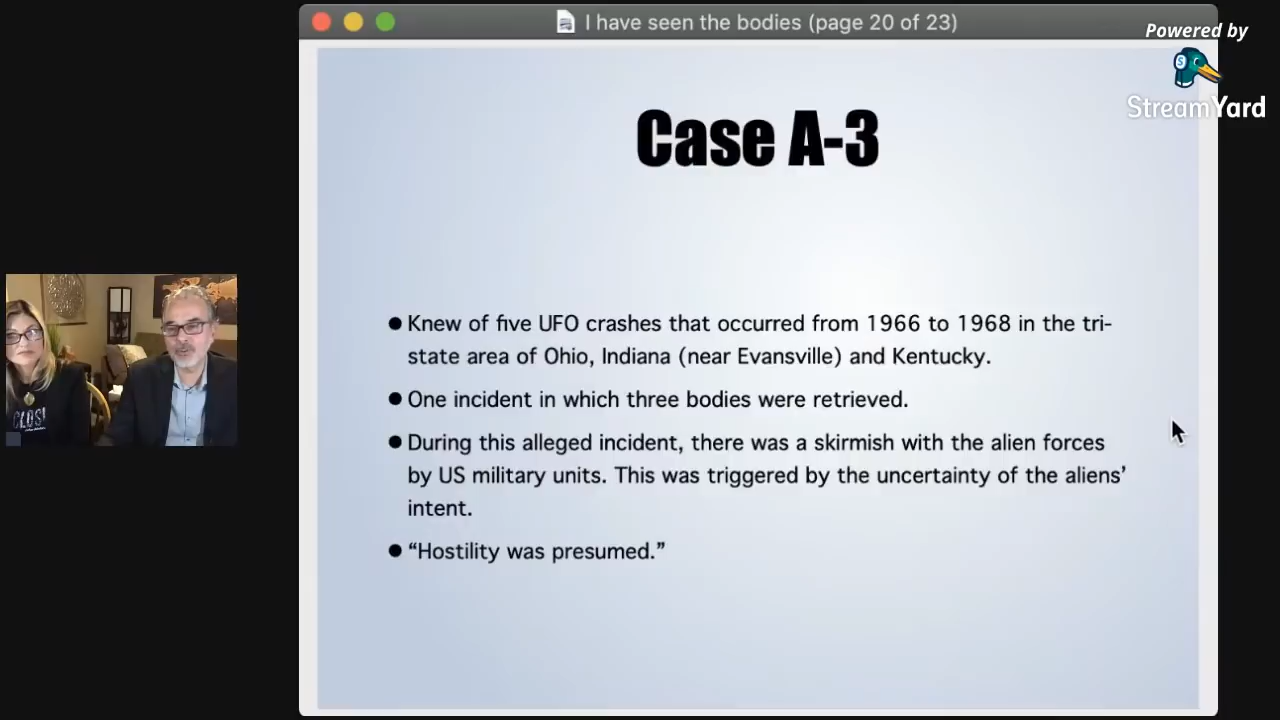 I have seen the bodies (page 20 of 23)
Powered by
StreamYard
Case A-3
● Knew of five UFO crashes that occurred from 1966 to 1968 in the tri-
state area of Ohio, Indiana (near Evansville) and Kentucky.
● One incident in which three bodies were retrieved.
● During this alleged incident, there was a skirmish with the alien forces
by US military units. This was triggered by the uncertainty of the aliens’
intent.
● “Hostility was presumed.”